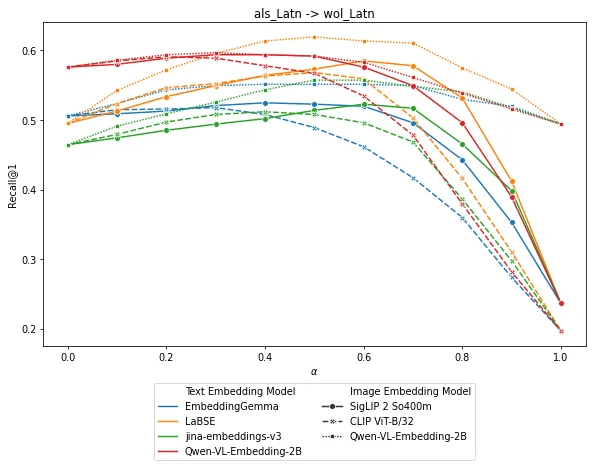 als_Latn -> wol_Latn
Recall@1
0.6
0.5
0.4
0.3
0.2
0.0 0.2 0.4 0.6 0.8 1.0
α
Text Embedding Model
EmbeddingGemma
LaBSE
jina-embeddings-v3
Qwen-VL-Embedding-2B
Image Embedding Model
SigLIP 2 So400m
CLIP ViT-B/32
Qwen-VL-Embedding-2B